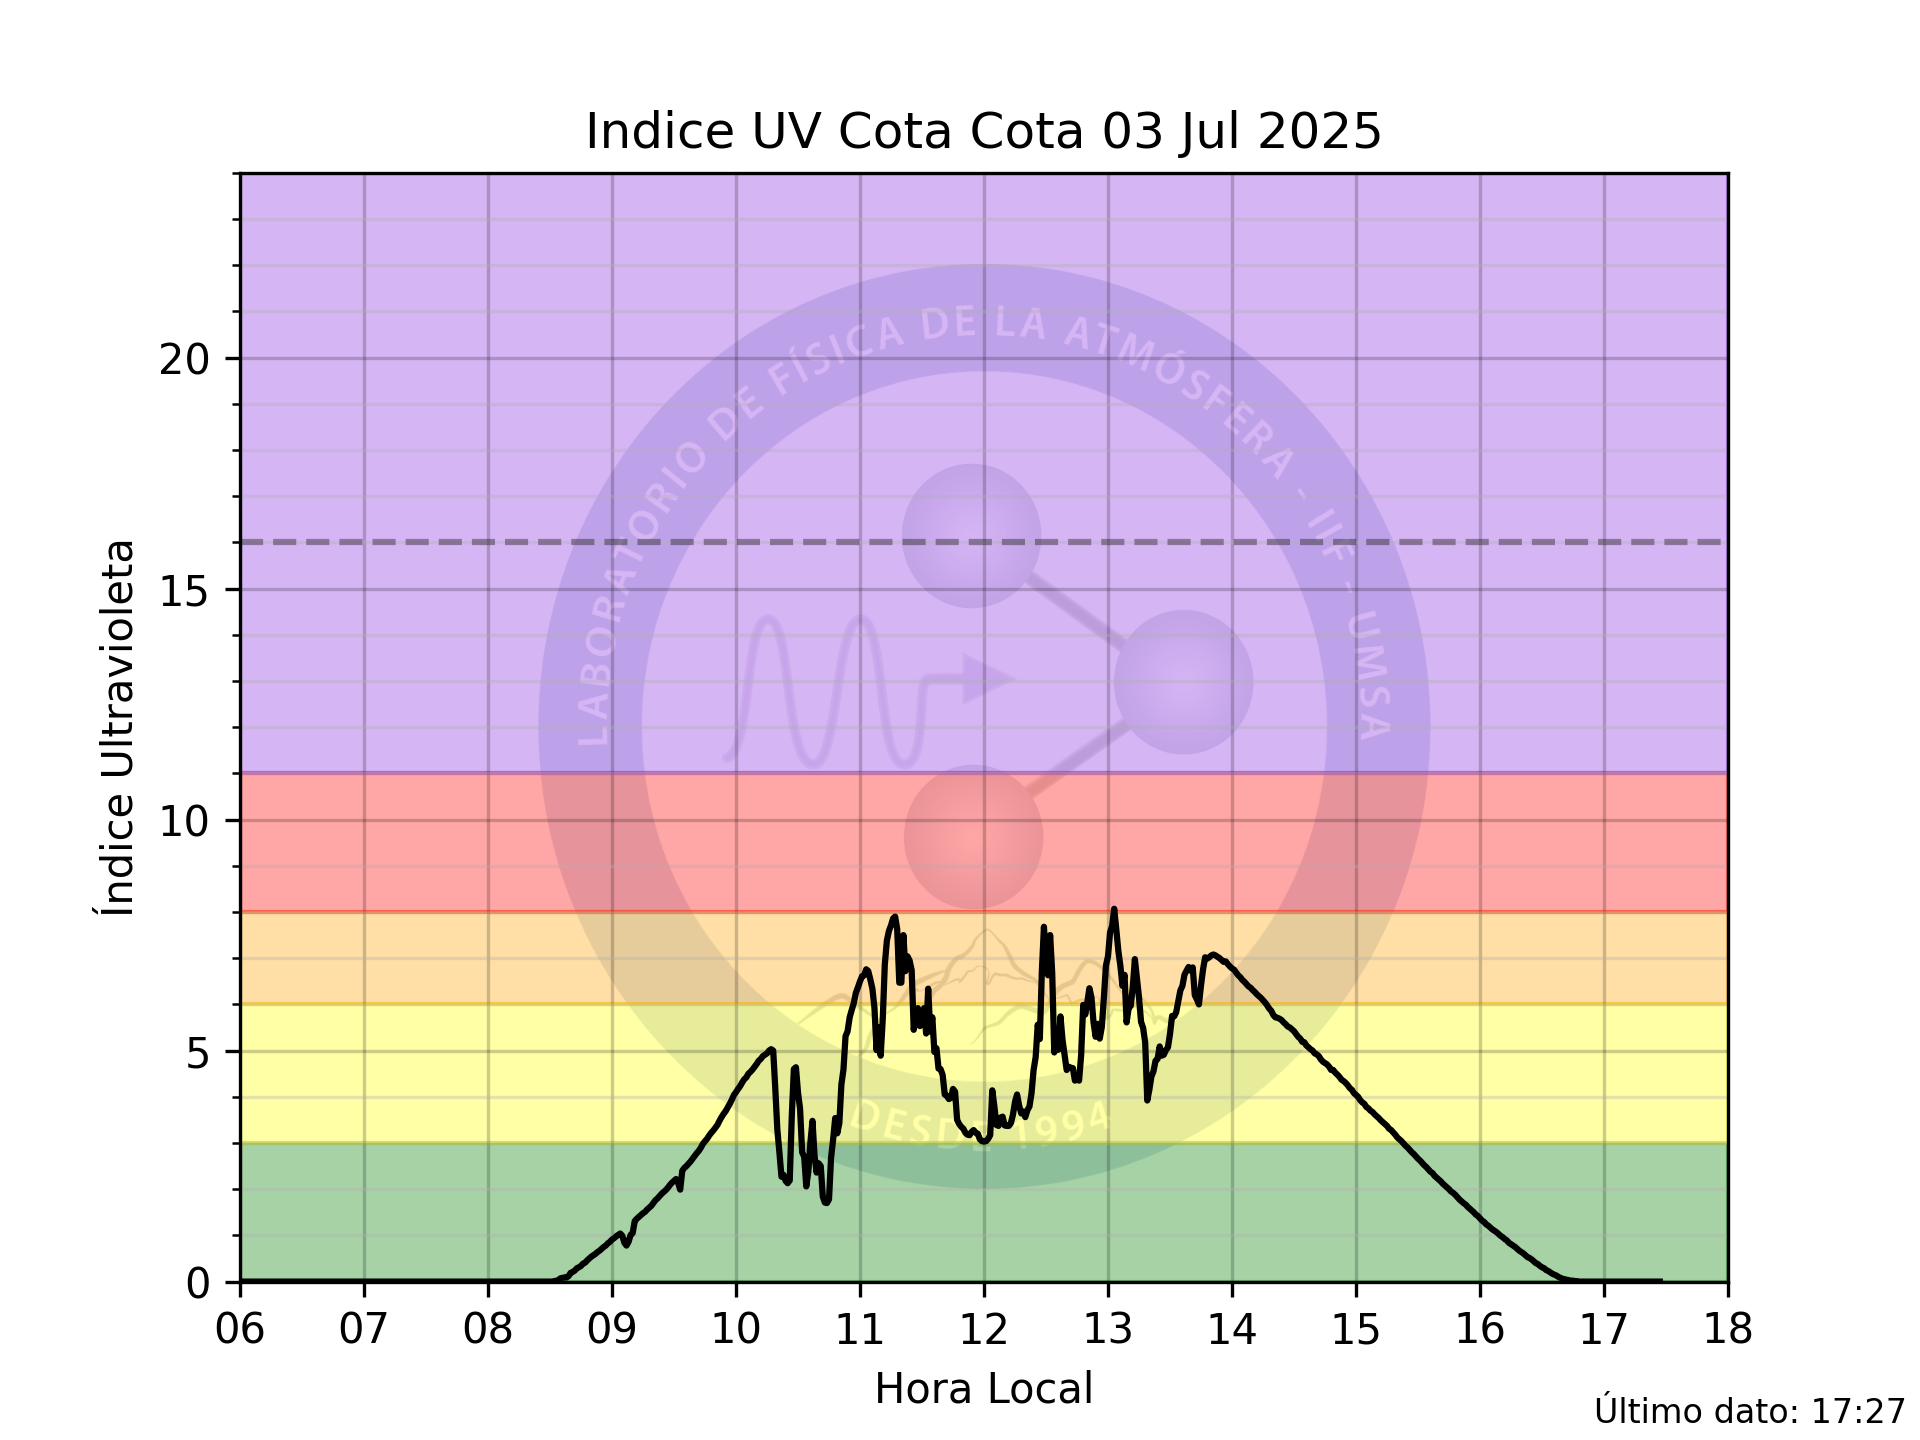 Indice UV Cota Cota 03 Jul 2025
Índice Ultravioleta
20
15
10
5
0
LABORATORIO DE FÍSICA DE LA ATMÓSFERA - IIF - UMSA
DESDE 1994
06 07 08 09 10 11 12 13 14 15 16 17 18
Hora Local
Último dato: 17:27